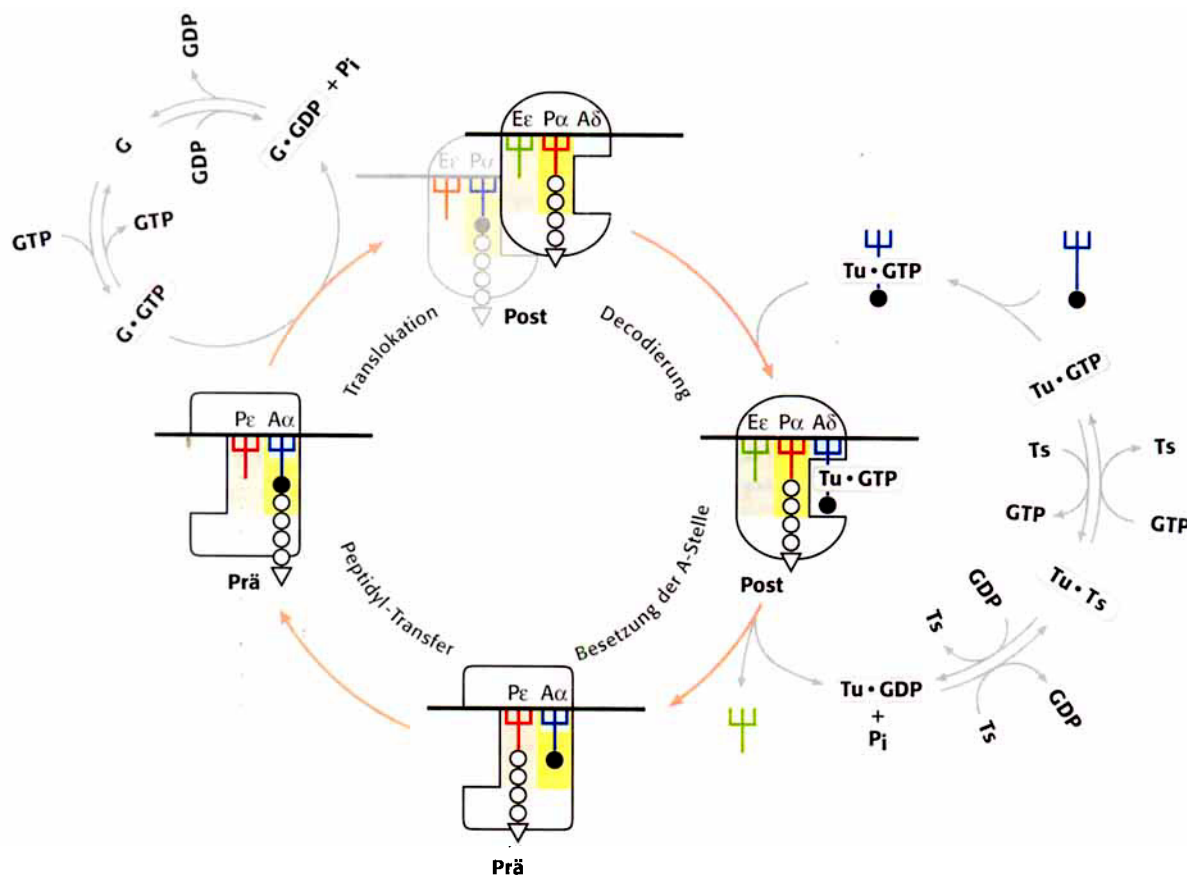 GDP
G•GDP + Pi
G
GDP
GTP
GTP
G•GTP
Eε Pα Aδ
Eε Pα
Post
Translokation
Decodierung
Tu•GTP
Tu•GTP
Ts
Ts
GTP
GTP
Tu•Ts
Pε Aα
Prä
Eε Pα Aδ
Tu•GTP
Post
Peptidyl-Transfer
Besetzung der A-Stelle
GDP
Ts
Tu•GDP
+
Pi
Ts
GDP
Pε Aα
Prä